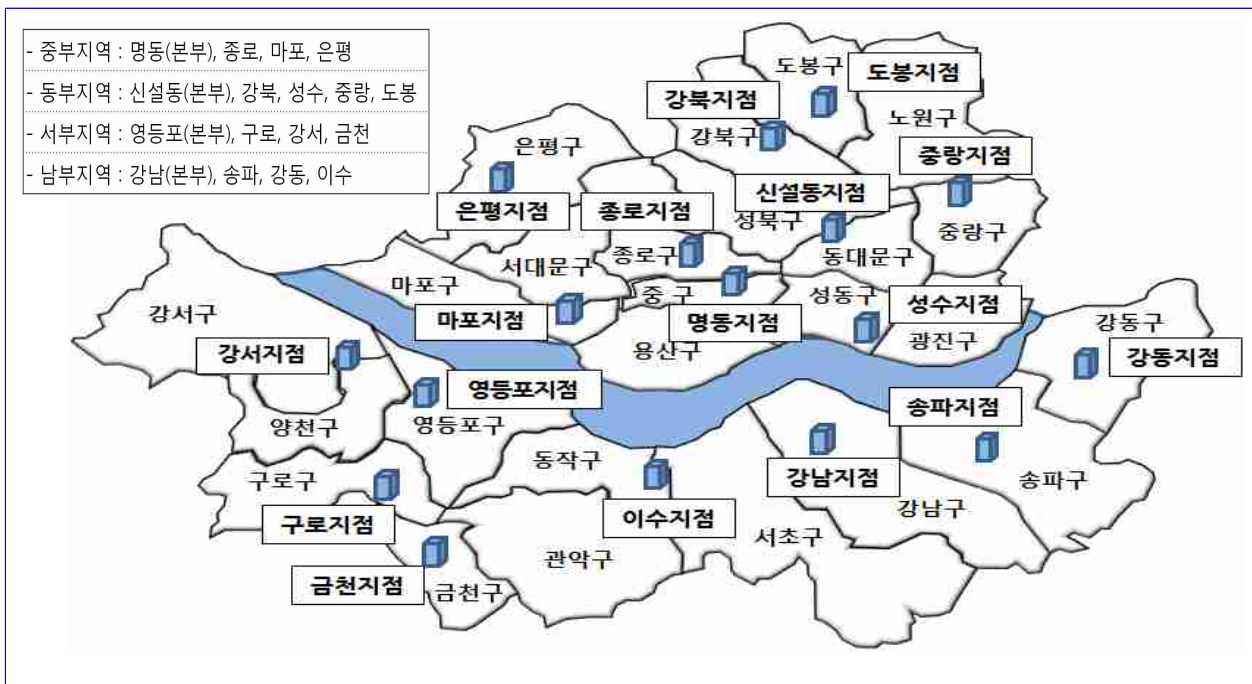 - 중부지역 : 명동(본부), 종로, 마포, 은평
- 동부지역 : 신설동(본부), 강북, 성수, 중랑, 도봉
- 서부지역 : 영등포(본부), 구로, 강서, 금천
- 남부지역 : 강남(본부), 송파, 강동, 이수
도봉구
도봉지점
강북지점
노원구
강북구
은평구
중랑지점
신설동지점
은평지점
종로지점
성북구
중랑구
종로구
동대문구
서대문구
마포구
중 구
성동구
성수지점
강서구
마포지점
명동지점
강동구
용산구
광진구
강서지점
강동지점
영등포지점
송파지점
양천구
영등포구
동작구
강남지점
구로구
송파구
강남구
구로지점
이수지점
서초구
관악구
금천지점
금천구